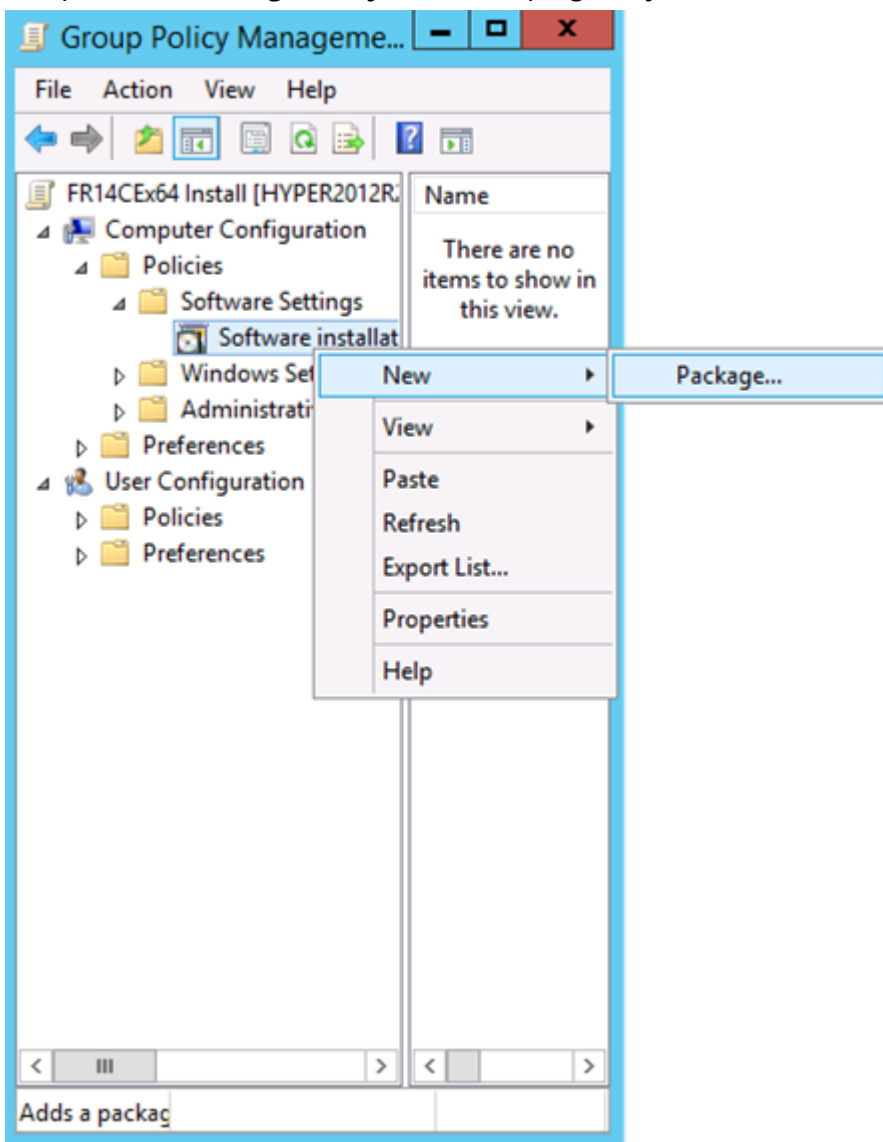 Group Policy Manageme...
File Action View Help
FR14CEx64 Install [HYPER2012R
Computer Configuration
Policies
Software Settings
Software installat
Windows Set
Administrati
Preferences
User Configuration
Policies
Preferences
Name
There are no
items to show in
this view.
New
Package...
View
Paste
Refresh
Export List...
Properties
Help
Adds a packag